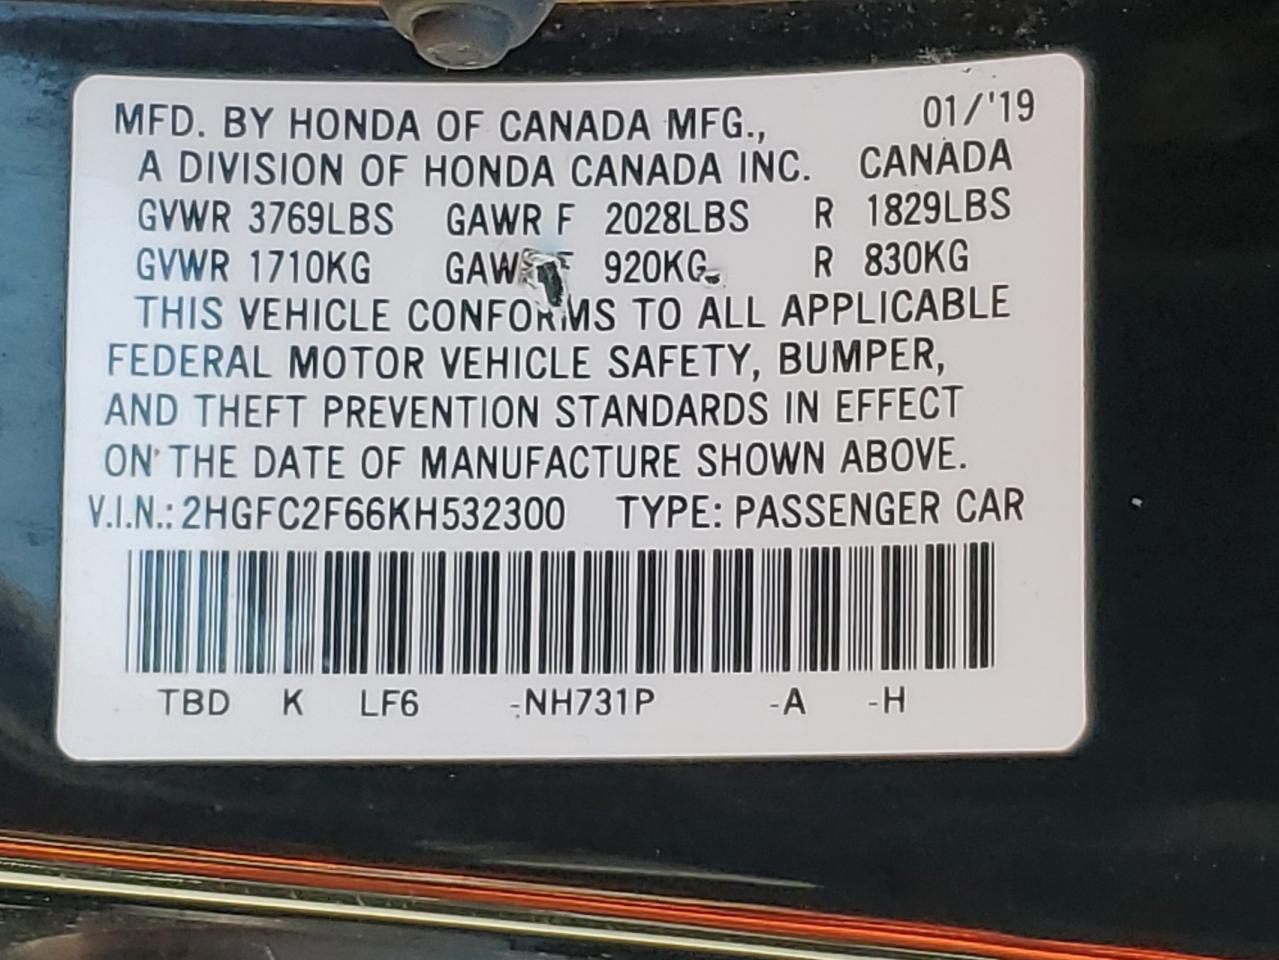 MFD. BY HONDA OF CANADA MFG., 01/'19
A DIVISION OF HONDA CANADA INC. CANADA
GVWR 3769LBS GAWR F 2028LBS R 1829LBS
GVWR 1710KG 920KG R 830KG
THIS VEHICLE CONFORMS TO ALL APPLICABLE
FEDERAL MOTOR VEHICLE SAFETY, BUMPER,
AND THEFT PREVENTION STANDARDS IN EFFECT
ON THE DATE OF MANUFACTURE SHOWN ABOVE.
V.I.N.: 2HGFC2F66KH532300 TYPE: PASSENGER CAR
TBD K LF6 -NH731P -A -H